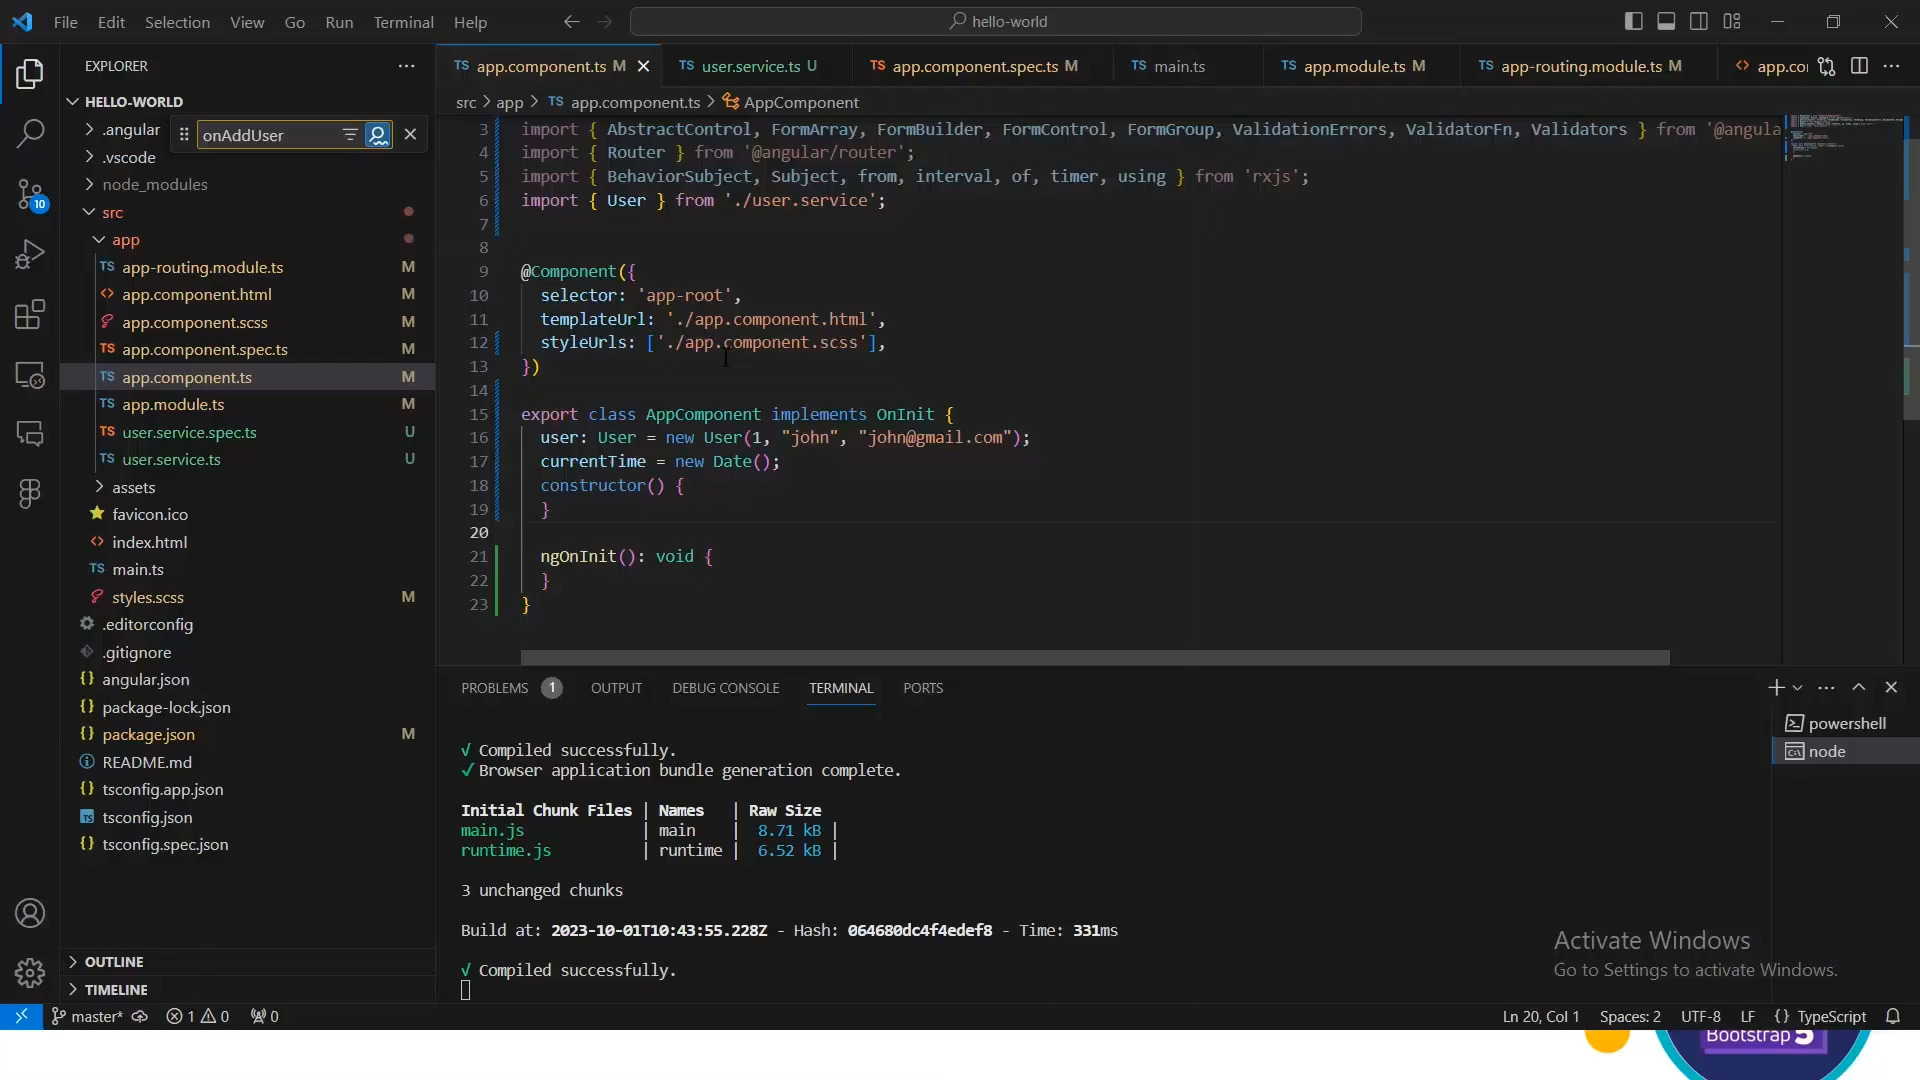 File Edit Selection View Go Run Terminal Help
hello-world
EXPLORER
HELLO-WORLD
onAddUser
.angular
.vscode
node_modules
src
app
TS app-routing.module.ts M
<> app.component.html M
app.component.scss M
TS app.component.spec.ts M
TS app.component.ts M
TS app.module.ts M
TS user.service.spec.ts U
TS user.service.ts U
assets
favicon.ico
<> index.html
TS main.ts
styles.scss M
.editorconfig
.gitignore
{} angular.json
{} package-lock.json
{} package.json M
README.md
{} tsconfig.app.json
TS tsconfig.json
{} tsconfig.spec.json
OUTLINE
TIMELINE
10
TS app.component.ts M TS user.service.ts U TS app.component.spec.ts M TS main.ts TS app.module.ts M TS app-routing.module.ts M <> app.co
src > app > TS app.component.ts > AppComponent
3 import { AbstractControl, FormArray, FormBuilder, FormControl, FormGroup, ValidationErrors, ValidatorFn, Validators } from '@angula
4 import { Router } from '@angular/router';
5 import { BehaviorSubject, Subject, from, interval, of, timer, using } from 'rxjs';
6 import { User } from './user.service';
7
8
9 @Component({
10 selector: 'app-root',
11 templateUrl: './app.component.html',
12 styleUrls: ['./app.component.scss'],
13 })
14
15 export class AppComponent implements OnInit {
16 user: User = new User(1, "john", "john@gmail.com");
17 currentTime = new Date();
18 constructor() {
19 }
20
21 ngOnInit(): void {
22 }
23 }
PROBLEMS 1 OUTPUT DEBUG CONSOLE TERMINAL PORTS
powershell
node
√ Compiled successfully.
✓ Browser application bundle generation complete.
Initial Chunk Files | Names | Raw Size
main.js | main | 8.71 kB |
runtime.js | runtime | 6.52 kB |
3 unchanged chunks
Build at: 2023-10-01T10:43:55.228Z - Hash: 064680dc4f4edef8 - Time: 331ms
√ Compiled successfully.
Activate Windows
Go to Settings to activate Windows.
master* 1 0 0 Ln 20, Col 1 Spaces: 2 UTF-8 LF {} TypeScript
Bootstrap 5